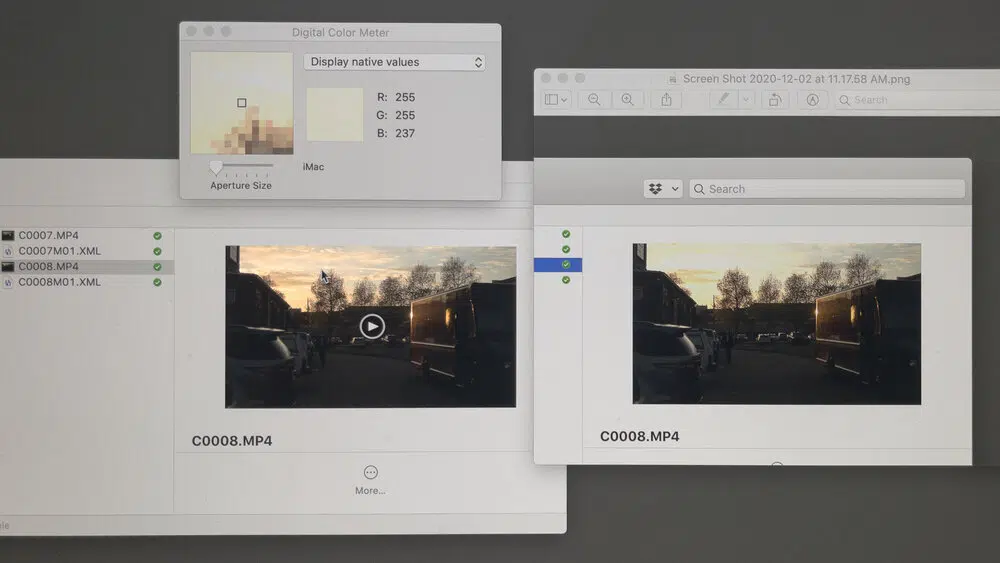 Digital Color Meter
Display native values
R: 255
G: 255
B: 237
iMac
Aperture Size
Screen Shot 2020-12-02 at 11.17.58 AM.png
Search
Search
C0007.MP4
C0007M01.XML
C0008.MP4
C0008M01.XML
C0008.MP4
More...
C0008.MP4